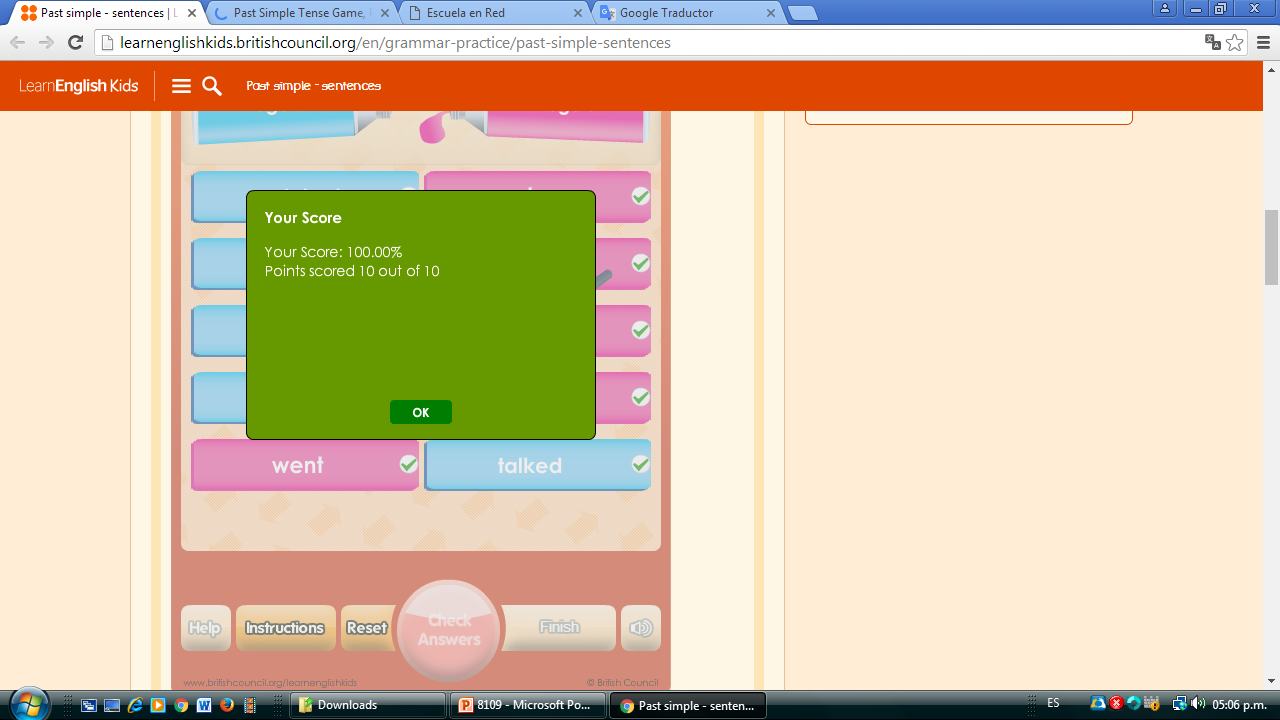 Past simple - sentences | L
Past Simple Tense Game,
Escuela en Red
Google Traductor
learnenglishkids.britishcouncil.org/en/grammar-practice/past-simple-sentences
LearnEnglish Kids
Past simple - sentences
Your Score
Your Score: 100.00%
Points scored 10 out of 10
OK
went
talked
Help
Instructions
Reset
Check
Answers
Finish
www.britishcouncil.org/learnenglishkids
© British Council
Downloads
8109 - Microsoft Po...
Past simple - senten...
ES
05:06 p.m.